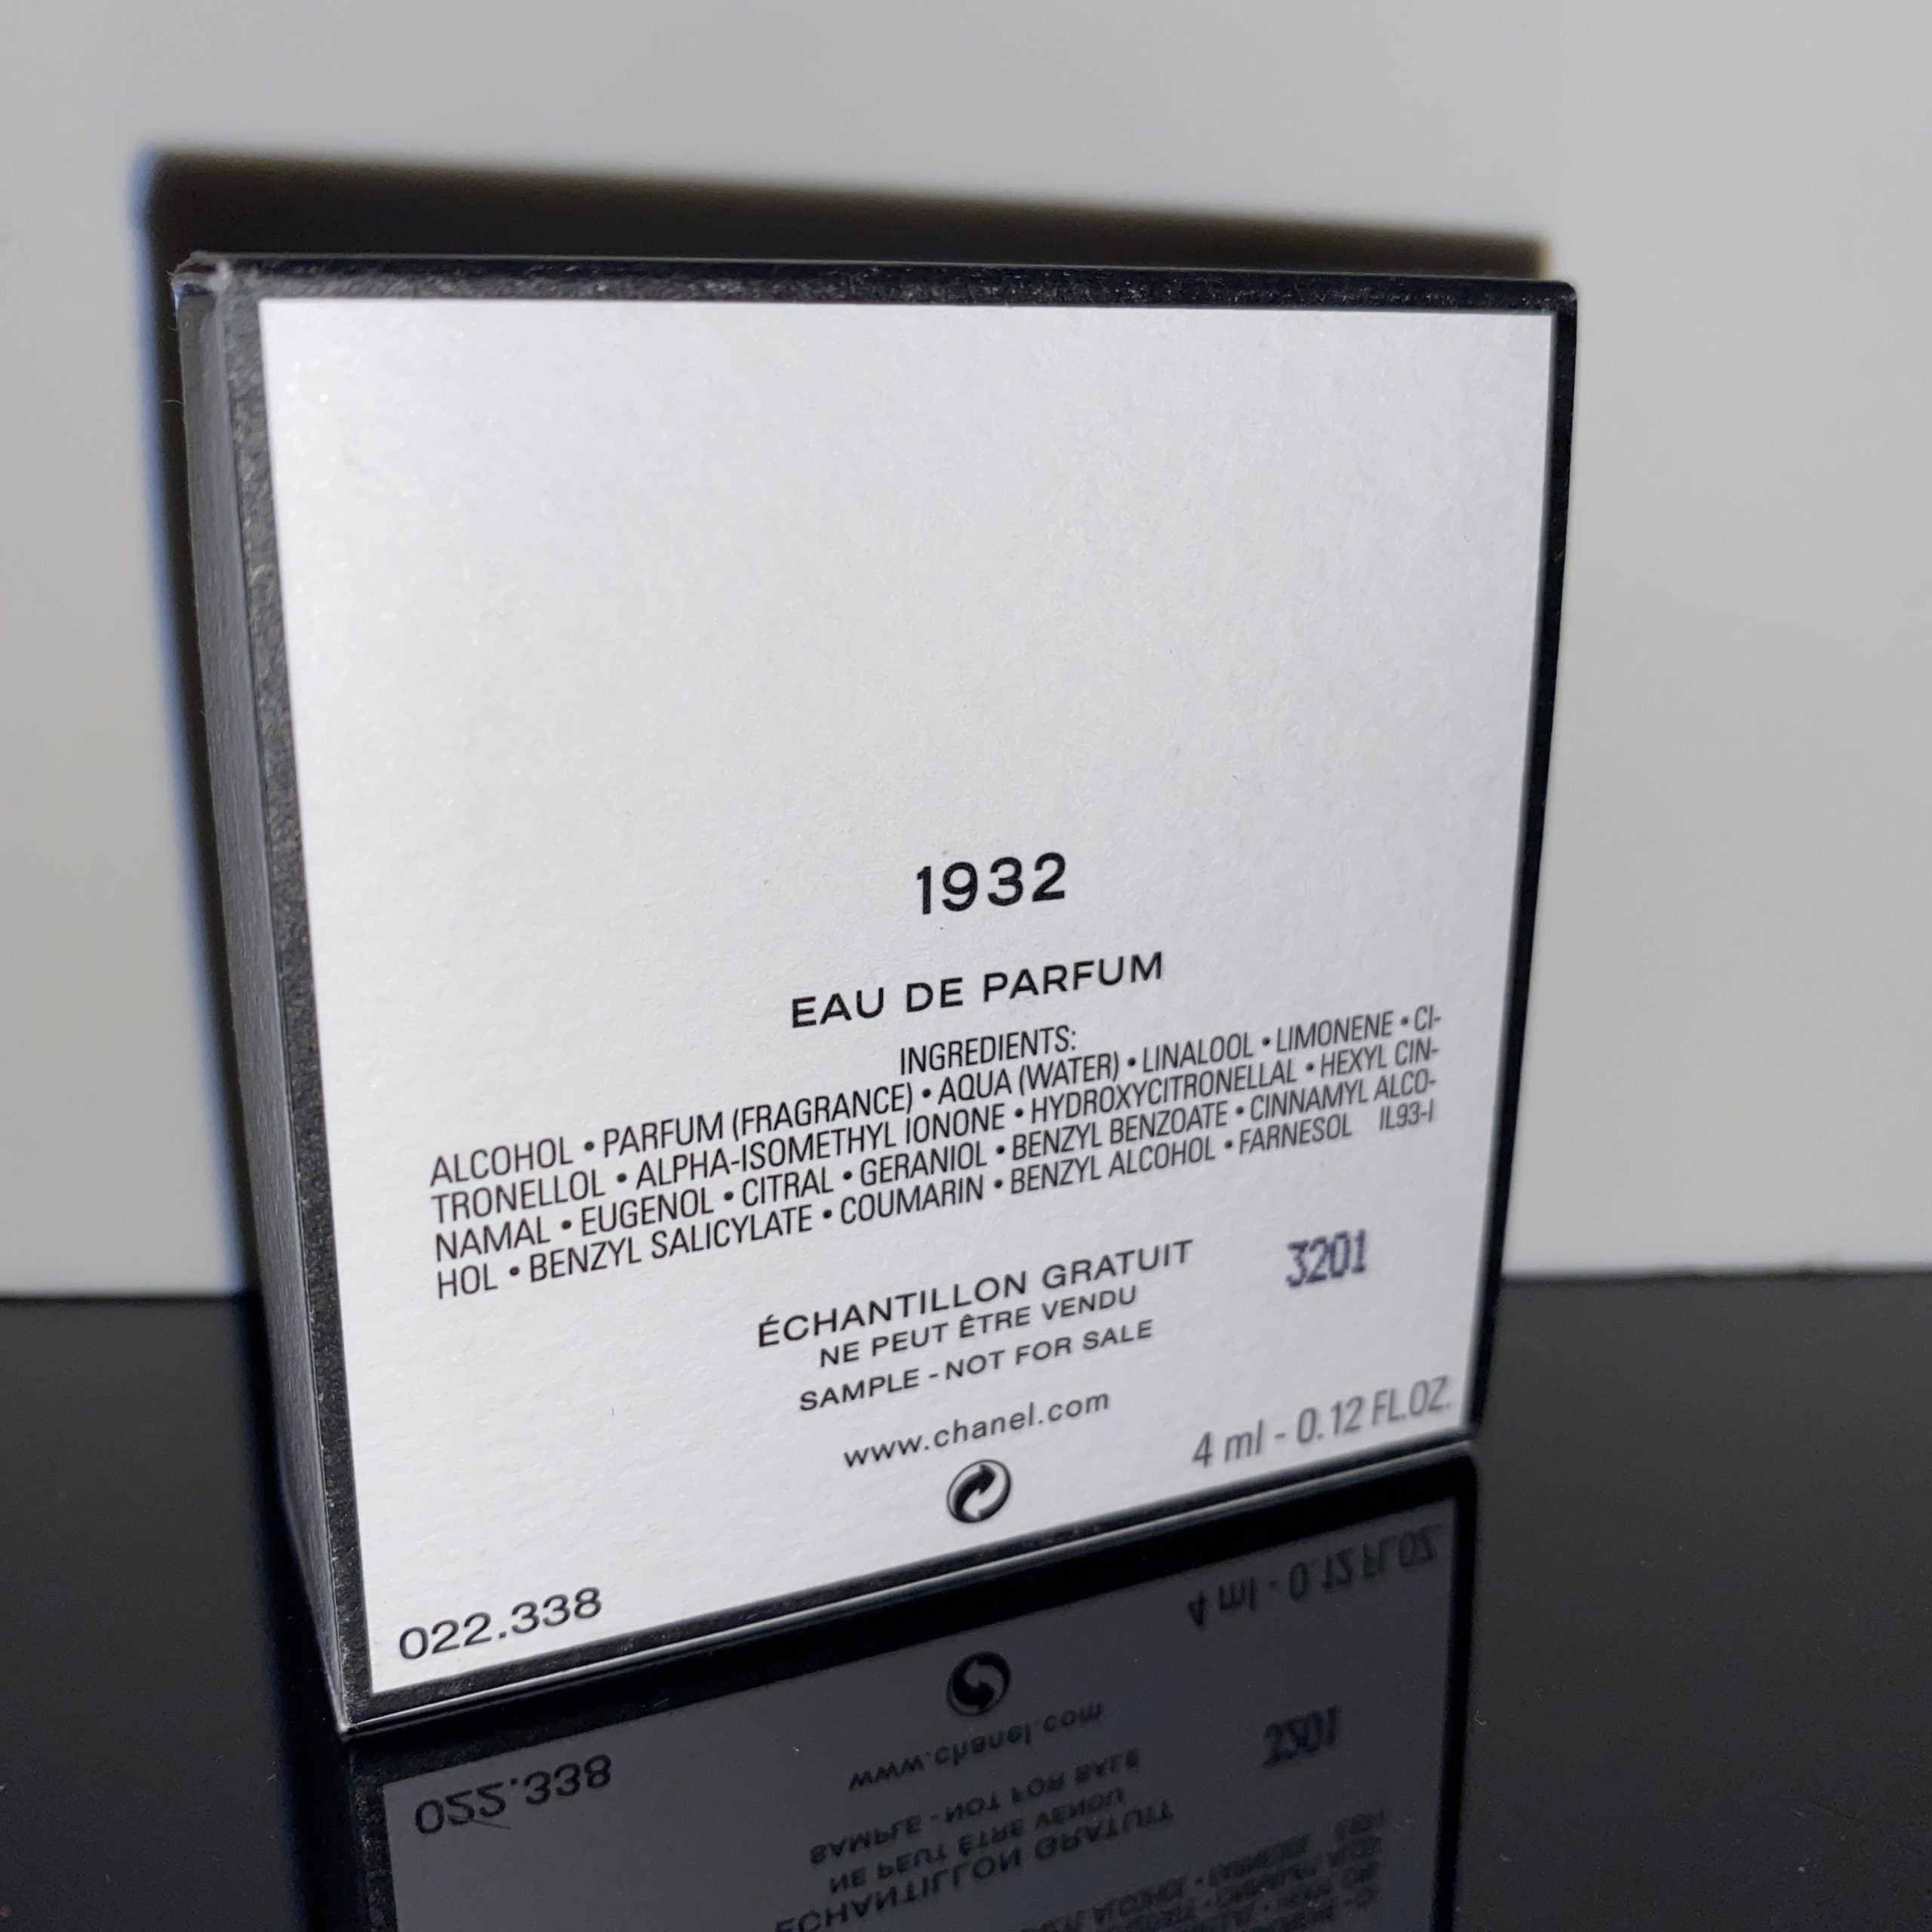 1932
EAU DE PARFUM
INGREDIENTS:
ALCOHOL • PARFUM (FRAGRANCE) • AQUA (WATER) • LINALOOL • LIMONENE • CI-
TRONELLOL • ALPHA-ISOMETHYL IONONE • HYDROXYCITRONELLAL • HEXYL CIN-
NAMAL • EUGENOL • CITRAL • GERANIOL • BENZYL BENZOATE • CINNAMYL ALCO-
HOL • BENZYL SALICYLATE • COUMARIN • BENZYL ALCOHOL • FARNESOL IL93-I
3201
ÉCHANTILLON GRATUIT
NE PEUT ÊTRE VENDU
SAMPLE - NOT FOR SALE
www.chanel.com
4 ml - 0.12 FL.OZ.
022.338